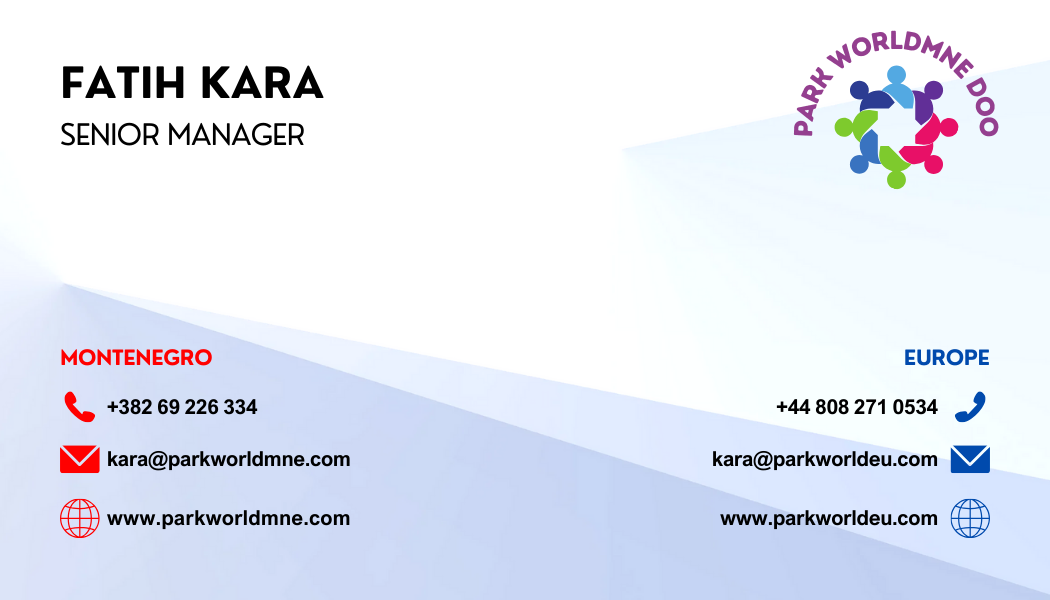 FATIH KARA
SENIOR MANAGER
PARK WORLDMNE DOO
MONTENEGRO
+382 69 226 334
kara@parkworldmne.com
www.parkworldmne.com
EUROPE
+44 808 271 0534
kara@parkworldeu.com
www.parkworldeu.com